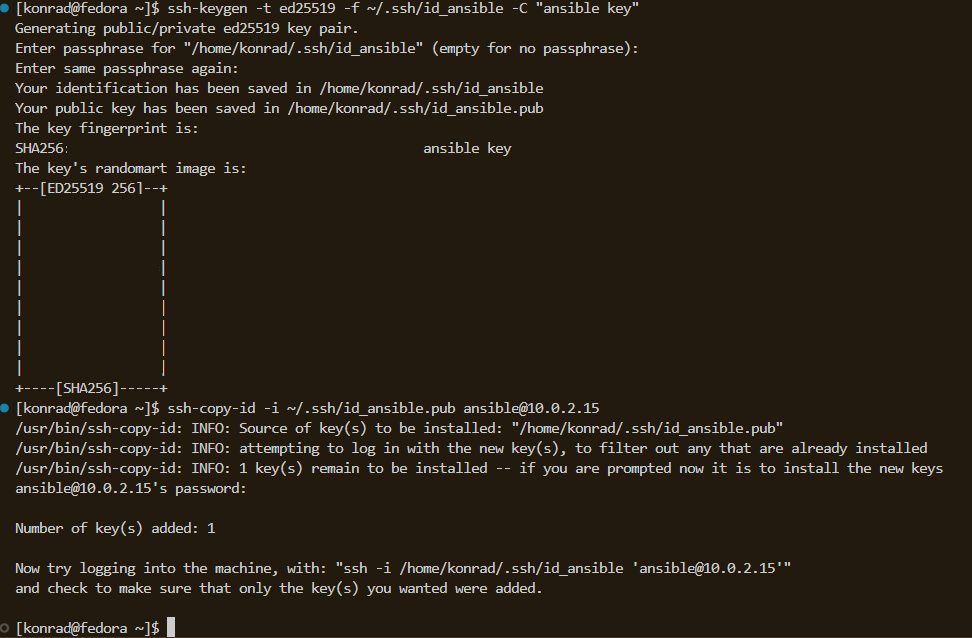 [konrad@fedora ~]$ ssh-keygen -t ed25519 -f ~/.ssh/id_ansible -C "ansible key"
Generating public/private ed25519 key pair.
Enter passphrase for "/home/konrad/.ssh/id_ansible" (empty for no passphrase):
Enter same passphrase again:
Your identification has been saved in /home/konrad/.ssh/id_ansible
Your public key has been saved in /home/konrad/.ssh/id_ansible.pub
The key fingerprint is:
SHA256: ansible key
The key's randomart image is:
+--[ED25519 256]--+
|                 |
|                 |
|                 |
|                 |
|                 |
|                 |
|                 |
|                 |
|                 |
+----[SHA256]-----+
[konrad@fedora ~]$ ssh-copy-id -i ~/.ssh/id_ansible.pub ansible@10.0.2.15
/usr/bin/ssh-copy-id: INFO: Source of key(s) to be installed: "/home/konrad/.ssh/id_ansible.pub"
/usr/bin/ssh-copy-id: INFO: attempting to log in with the new key(s), to filter out any that are already installed
/usr/bin/ssh-copy-id: INFO: 1 key(s) remain to be installed -- if you are prompted now it is to install the new keys
ansible@10.0.2.15's password:
Number of key(s) added: 1
Now try logging into the machine, with: "ssh -i /home/konrad/.ssh/id_ansible 'ansible@10.0.2.15'"
and check to make sure that only the key(s) you wanted were added.
[konrad@fedora ~]$